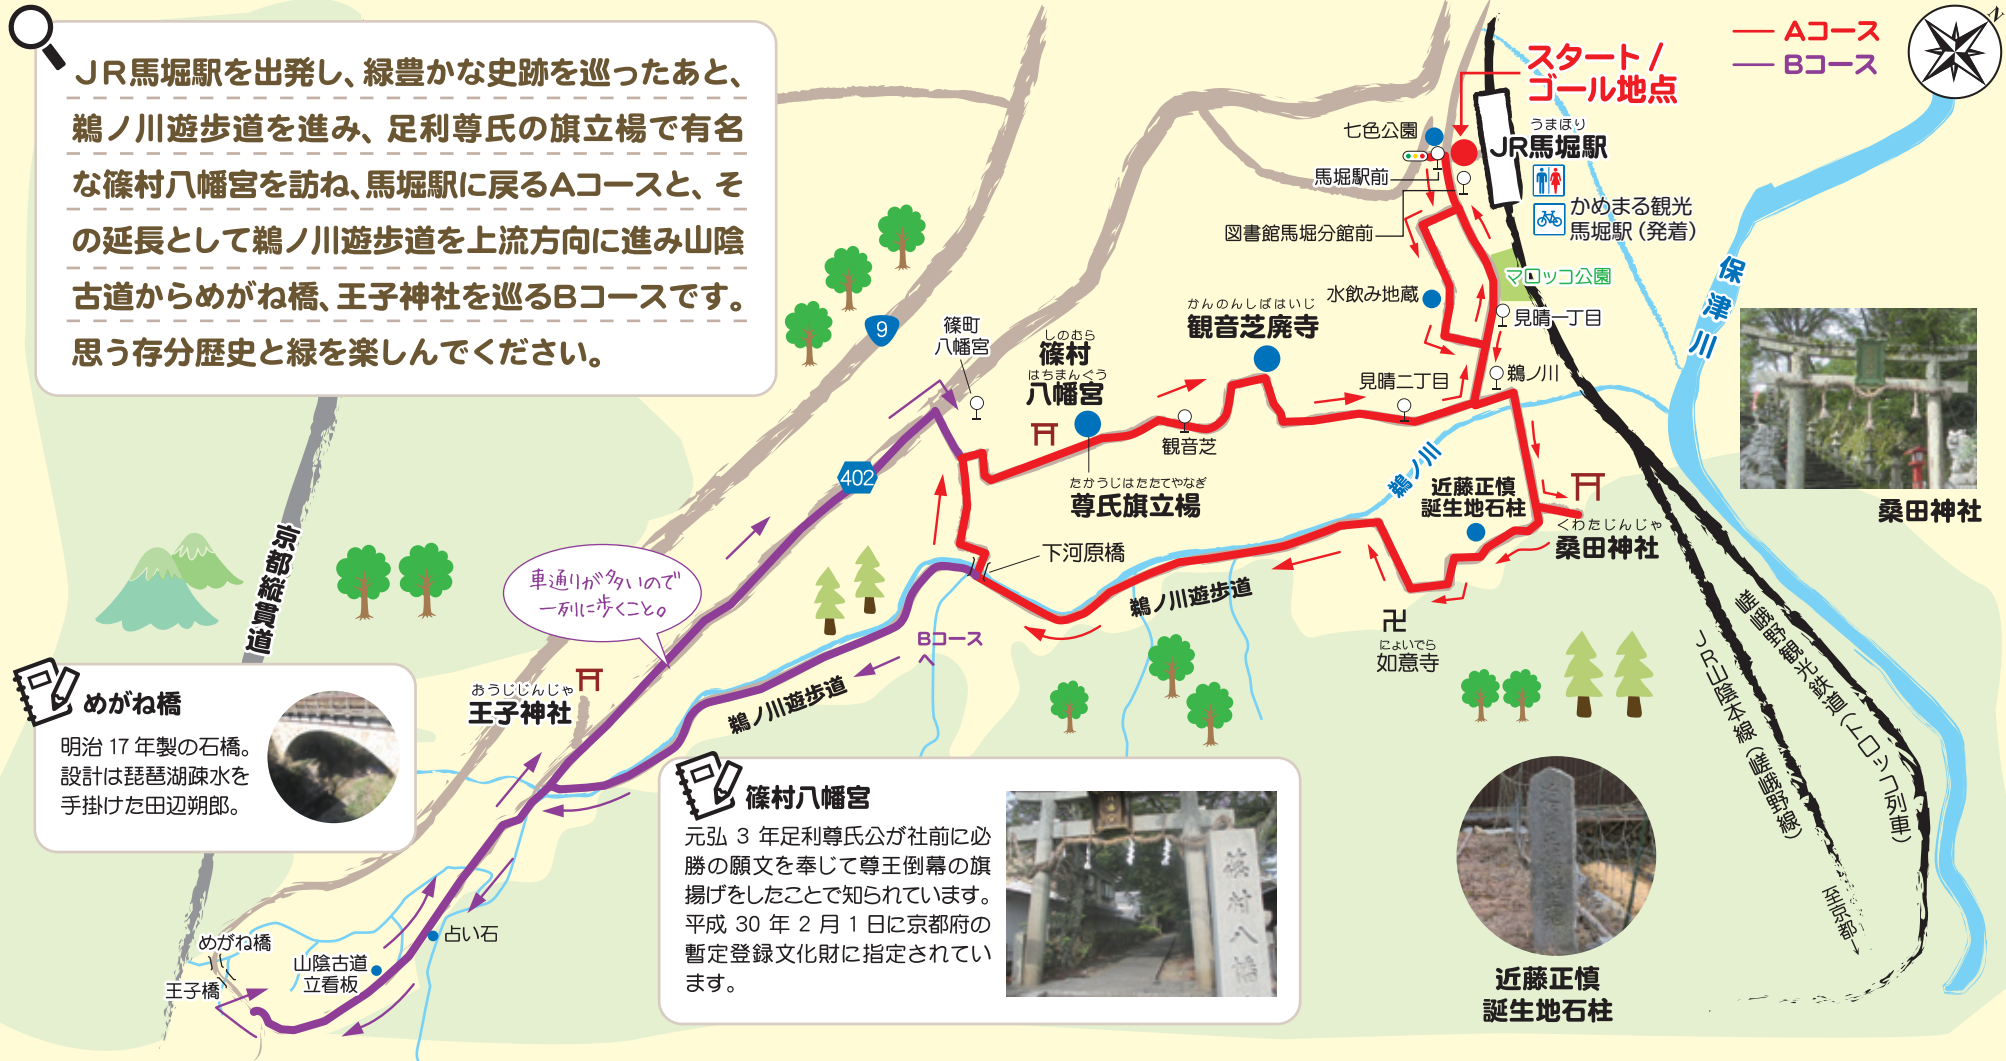 JR馬堀駅を出発し、緑豊かな史跡を巡ったあと、
鵜ノ川遊歩道を進み、足利尊氏の旗立場で有名
な篠村八幡宮を訪ね、馬堀駅に戻るAコースと、そ
の延長として鵜ノ川遊歩道を上流方向に進み山陰
古道からめがね橋、王子神社を巡るBコースです。
思う存分歴史と緑を楽しんでください。
Aコース
Bコース
N
スタート/
ゴール地点
うまほり
JR馬堀駅
かめまる観光
馬堀駅（発着）
七色公園
馬堀駅前
図書館馬堀分館前
マロッコ公園
水飲み地蔵
見晴一丁目
鵜ノ川
見晴二丁目
かんのんしばはいじ
観音芝廃寺
観音芝
しのむら
篠村
はちまんぐう
八幡宮
たかうじはたたてやなぎ
尊氏旗立場
篠町
八幡宮
9
402
保津川
鵜ノ川
近藤正慎
誕生地石柱
くわたじんじゃ
桑田神社
桑田神社
下河原橋
鵜ノ川遊歩道
卍
にょいでら
如意寺
Bコース
へ
鵜ノ川遊歩道
車通りが多いので
一列に歩くこと。
おうじじんじゃ
王子神社
京都縦貫道
めがね橋
明治 17 年製の石橋。
設計は琵琶湖疎水を
手掛けた田辺朔郎。
めがね橋
王子橋
山陰古道
立看板
占い石
篠村八幡宮
元弘 3 年足利尊氏公が社前に必
勝の願文を奉じて尊王倒幕の旗
揚げをしたことで知られています。
平成 30 年 2 月 1 日に京都府の
暫定登録文化財に指定されてい
ます。
篠村八幡
嵯峨野観光鉄道（トロッコ列車）
JR山陰本線（嵯峨野線）
至京都→
近藤正慎
誕生地石柱